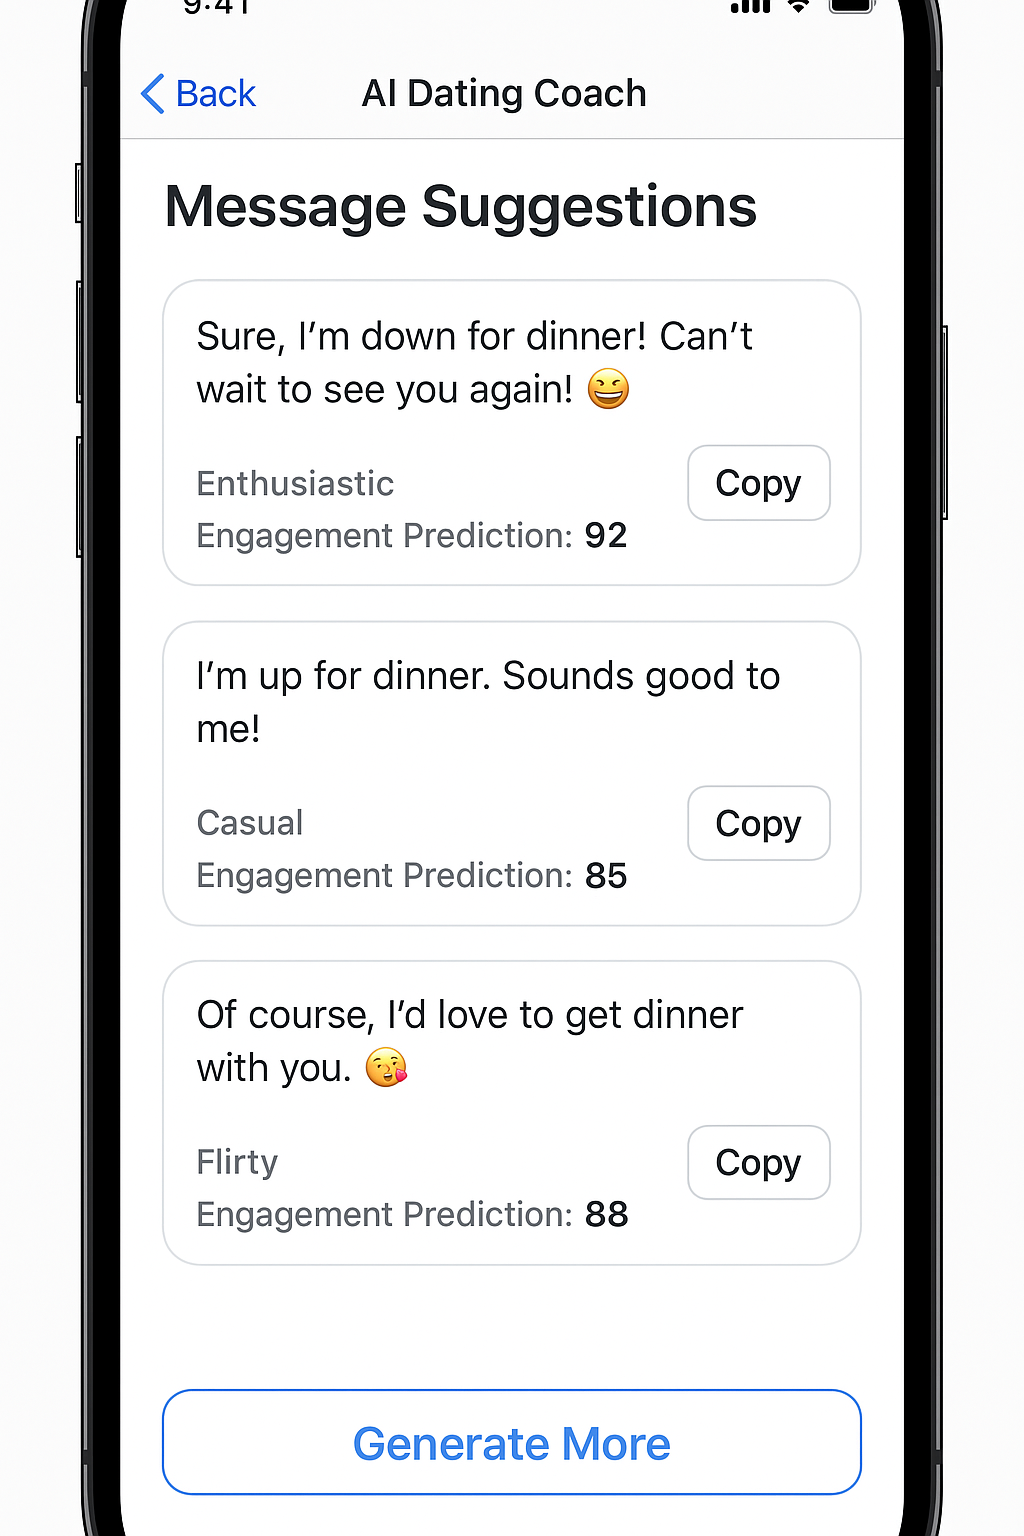 9:41
Back
AI Dating Coach
Message Suggestions
Sure, I’m down for dinner! Can’t
wait to see you again! 😆
Enthusiastic
Copy
Engagement Prediction: 92
I’m up for dinner. Sounds good to
me!
Casual
Copy
Engagement Prediction: 85
Of course, I’d love to get dinner
with you. 😘
Flirty
Copy
Engagement Prediction: 88
Generate More